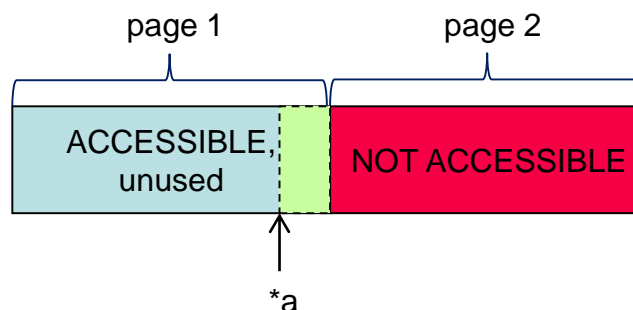 page 1
page 2
ACCESSIBLE,
unused
NOT ACCESSIBLE
*a